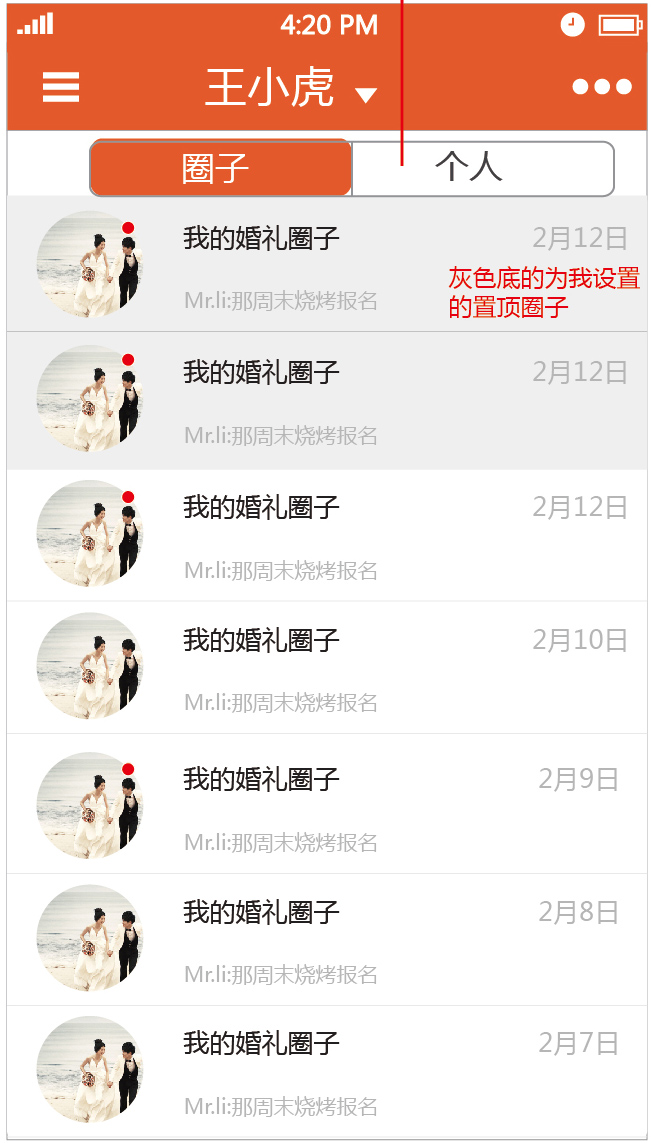 4:20 PM
王小虎
圈子
个人
我的婚礼圈子
2月12日
灰色底的为我设置
的置顶圈子
Mr.li:那周末烧烤报名
我的婚礼圈子
2月12日
Mr.li:那周末烧烤报名
我的婚礼圈子
2月12日
Mr.li:那周末烧烤报名
我的婚礼圈子
2月10日
Mr.li:那周末烧烤报名
我的婚礼圈子
2月9日
Mr.li:那周末烧烤报名
我的婚礼圈子
2月8日
Mr.li:那周末烧烤报名
我的婚礼圈子
2月7日
Mr.li:那周末烧烤报名